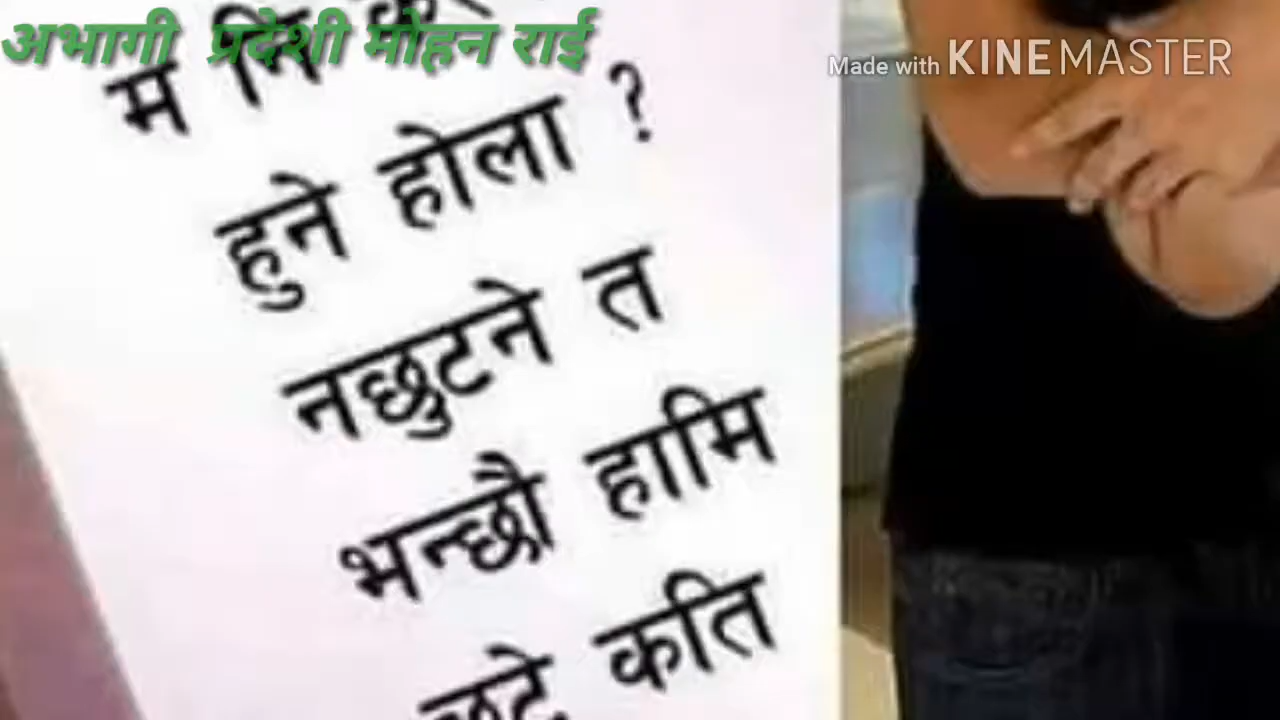 अभागी प्रदेशी मोहन राई
Made with KINEMASTER
म नि
हुने होला ?
नछुटने त
भन्छौ हामि
छुटे कति